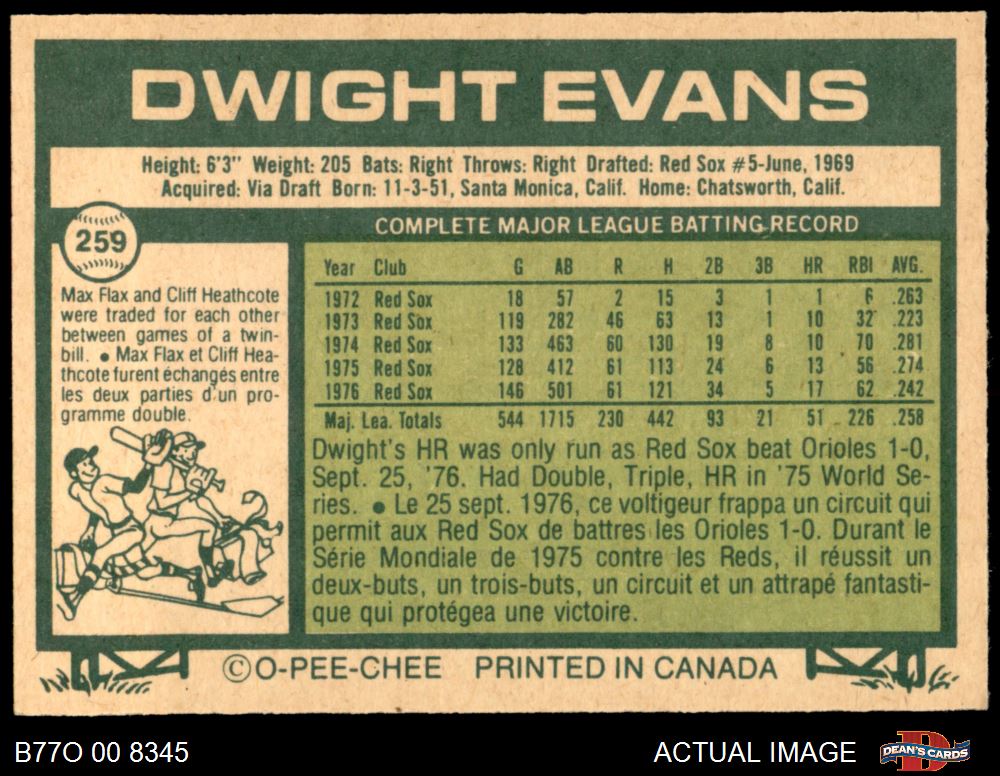 DWIGHT EVANS
Height: 6'3" Weight: 205 Bats: Right Throws: Right Drafted: Red Sox #5-June, 1969
Acquired: Via Draft Born: 11-3-51, Santa Monica, Calif. Home: Chatsworth, Calif.
259
Max Flax and Cliff Heathcote
were traded for each other
between games of a twin-
bill. ● Max Flax et Cliff Hea-
thcote furent échangés entre
les deux parties d'un pro-
gramme double.
COMPLETE MAJOR LEAGUE BATTING RECORD
Year Club G AB R H 2B 3B HR RBI AVG.
1972 Red Sox 18 57 2 15 3 1 1 6 .263
1973 Red Sox 119 282 46 63 13 1 10 32 .223
1974 Red Sox 133 463 60 130 19 8 10 70 .281
1975 Red Sox 128 412 61 113 24 6 13 56 .274
1976 Red Sox 146 501 61 121 34 5 17 62 .242
Maj. Lea. Totals 544 1715 230 442 93 21 51 226 .258
Dwight's HR was only run as Red Sox beat Orioles 1-0,
Sept. 25, '76. Had Double, Triple, HR in '75 World Se-
ries. ● Le 25 sept. 1976, ce voltigeur frappa un circuit qui
permit aux Red Sox de battres les Orioles 1-0. Durant le
Série Mondiale de 1975 contre les Reds, il réussit un
deux-buts, un trois-buts, un circuit et un attrapé fantasti-
que qui protégea une victoire.
©O-PEE-CHEE PRINTED IN CANADA
B77O 00 8345
ACTUAL IMAGE
DEAN'S CARDS